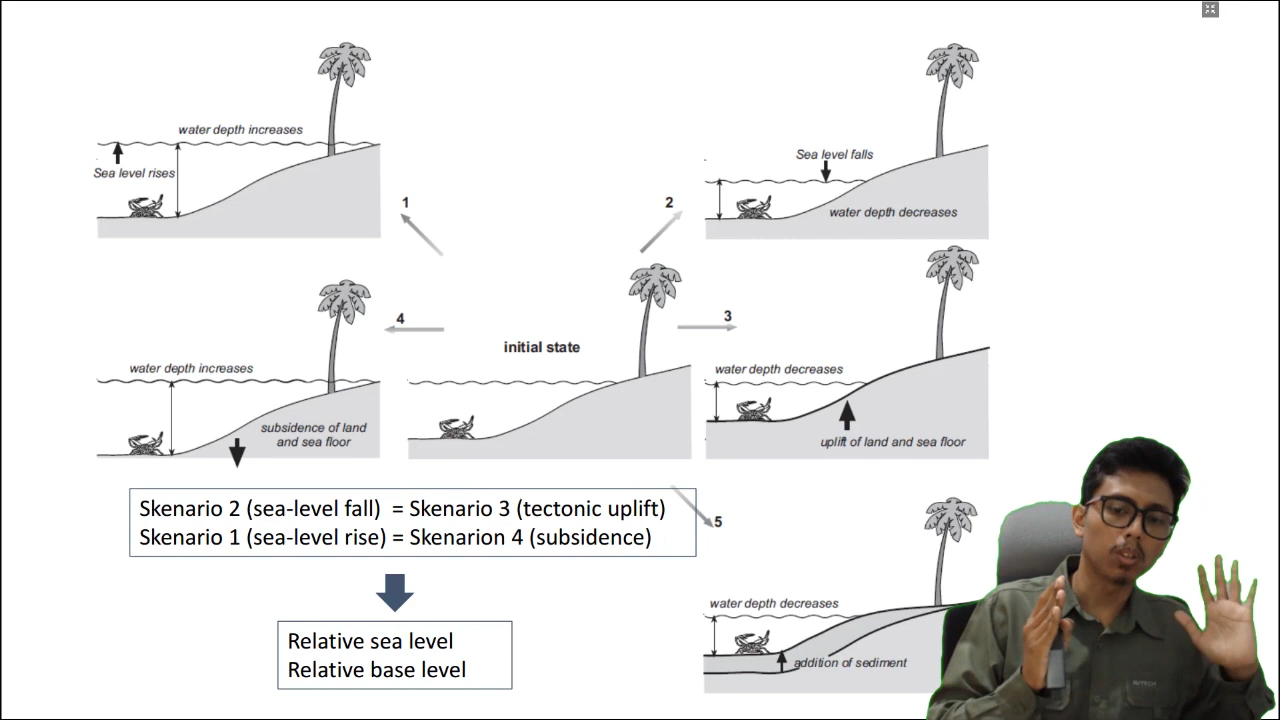 water depth increases
Sea level rises
1
2
Sea level falls
water depth decreases
4
water depth increases
subsidence of land
and sea floor
initial state
3
water depth decreases
uplift of land and sea floor
Skenario 2 (sea-level fall) = Skenario 3 (tectonic uplift)
Skenario 1 (sea-level rise) = Skenarion 4 (subsidence)
5
Relative sea level
Relative base level
water depth decreases
addition of sediment